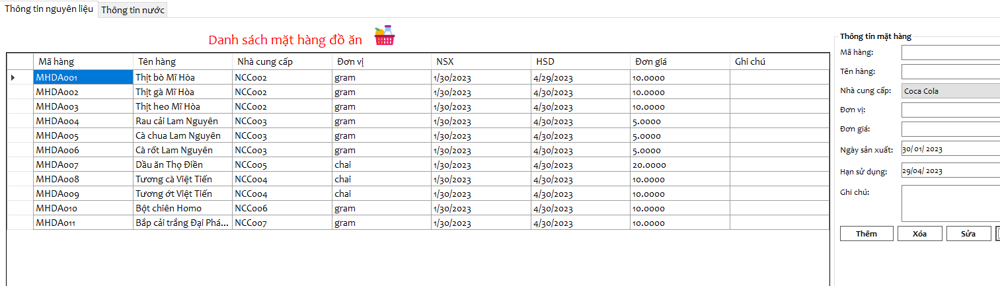 Thông tin nguyên liệu Thông tin nước
Danh sách mặt hàng đồ ăn
Mã hàng Tên hàng Nhà cung cấp Đơn vị NSX HSD Đơn giá Ghi chú
MHDA001 Thịt bò Mĩ Hòa NCC002 gram 1/30/2023 4/29/2023 10.0000
MHDA002 Thịt gà Mĩ Hòa NCC002 gram 1/30/2023 4/30/2023 10.0000
MHDA003 Thịt heo Mĩ Hòa NCC002 gram 1/30/2023 4/30/2023 10.0000
MHDA004 Rau cải Lam Nguyên NCC003 gram 1/30/2023 4/30/2023 5.0000
MHDA005 Cà chua Lam Nguyên NCC003 gram 1/30/2023 4/30/2023 5.0000
MHDA006 Cà rốt Lam Nguyên NCC003 gram 1/30/2023 4/30/2023 5.0000
MHDA007 Dầu ăn Thọ Điền NCC005 chai 1/30/2023 4/30/2023 20.0000
MHDA008 Tương cà Việt Tiến NCC004 chai 1/30/2023 4/30/2023 10.0000
MHDA009 Tương ớt Việt Tiến NCC004 chai 1/30/2023 4/30/2023 10.0000
MHDA010 Bột chiên Homo NCC006 gram 1/30/2023 4/30/2023 10.0000
MHDA011 Bắp cải trắng Đại Phá... NCC007 gram 1/30/2023 4/30/2023 10.0000
Thông tin mặt hàng
Mã hàng:
Tên hàng:
Nhà cung cấp: Coca Cola
Đơn vị:
Đơn giá:
Ngày sản xuất: 30/01/2023
Hạn sử dụng: 29/04/2023
Ghi chú:
Thêm Xóa Sửa